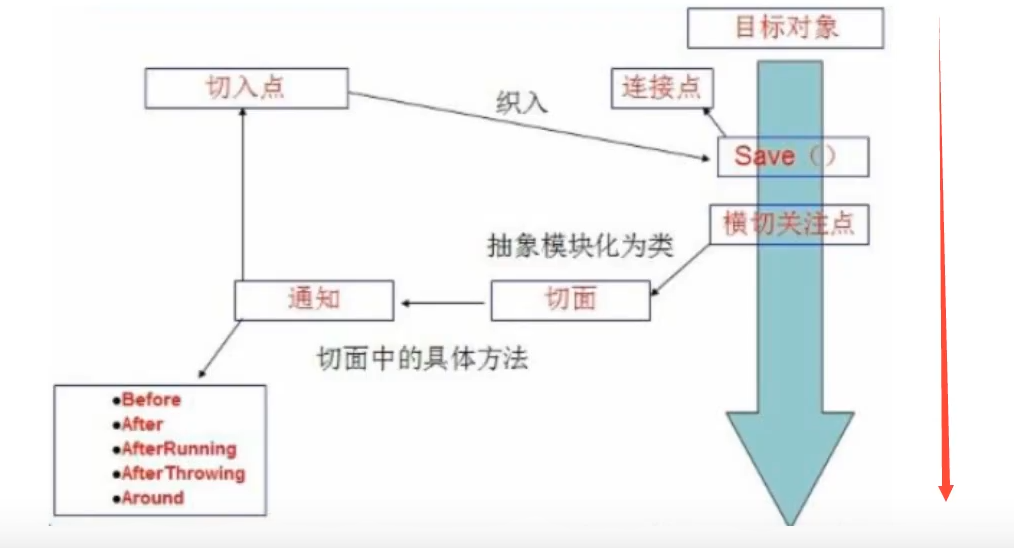 目标对象
切入点
连接点
织入
Save（）
横切关注点
抽象模块化为类
通知
切面
切面中的具体方法
●Before
●After
●AfterRunning
●AfterThrowing
●Around